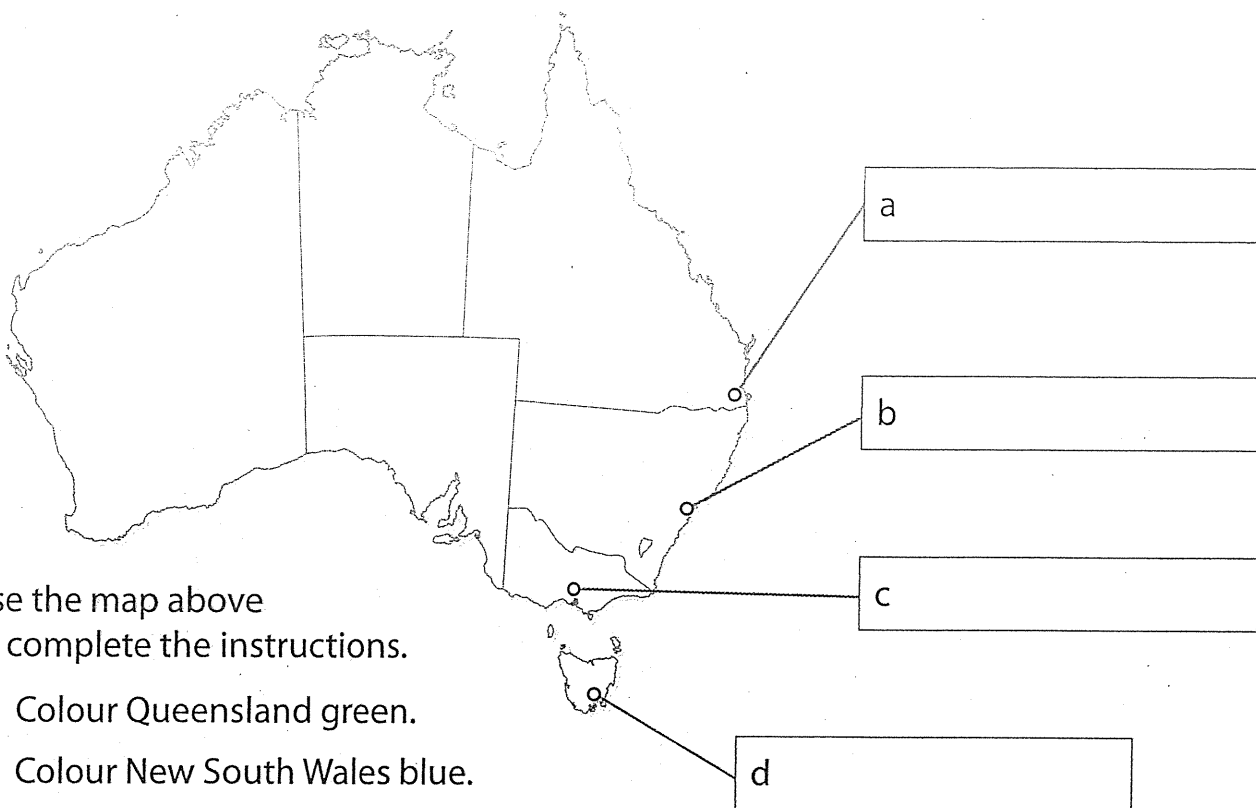 a
b
c
se the map above
complete the instructions.
Colour Queensland green.
Colour New South Wales blue.
d